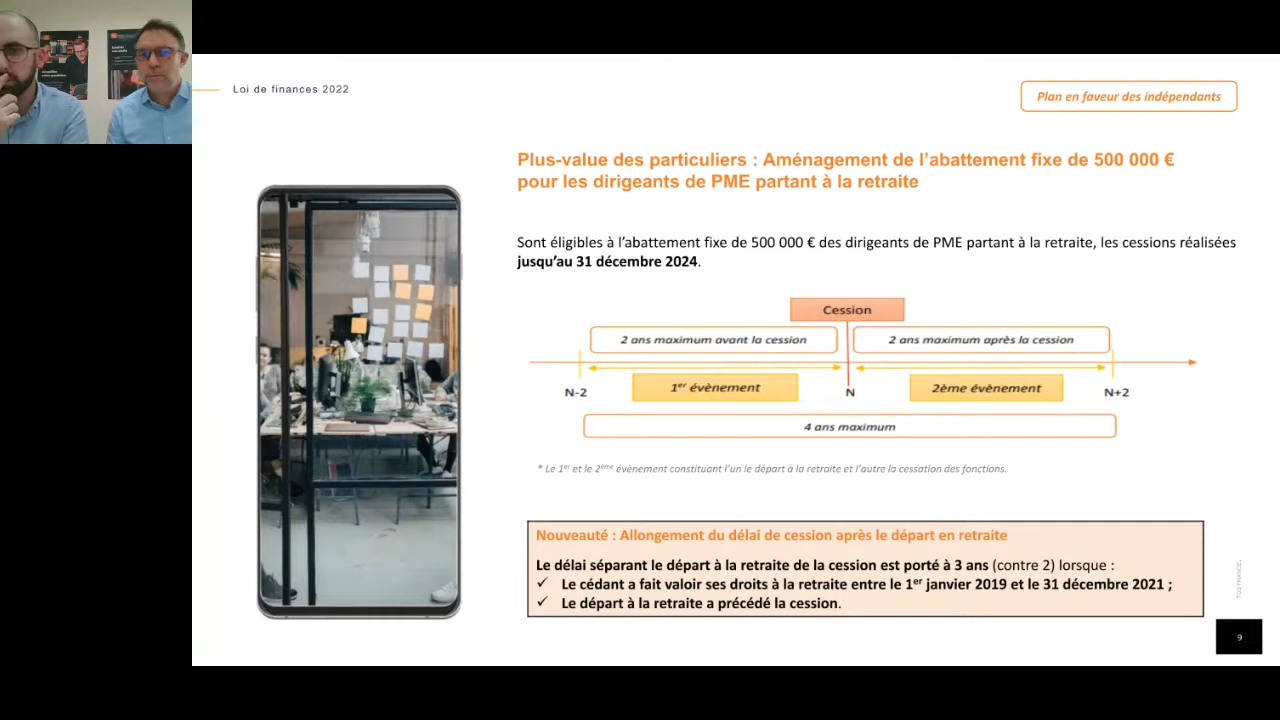 Loi de finances 2022
Plan en faveur des indépendants
Plus-value des particuliers : Aménagement de l’abattement fixe de 500 000 €
pour les dirigeants de PME partant à la retraite
Sont éligibles à l’abattement fixe de 500 000 € des dirigeants de PME partant à la retraite, les cessions réalisées
jusqu’au 31 décembre 2024.
Cession
2 ans maximum avant la cession
2 ans maximum après la cession
N-2
1er évènement
N
2ème évènement
N+2
4 ans maximum
* Le 1er et le 2ème évènement constituant l’un le départ à la retraite et l’autre la cessation des fonctions.
Nouveauté : Allongement du délai de cession après le départ en retraite
Le délai séparant le départ à la retraite de la cession est porté à 3 ans (contre 2) lorsque :
✓ Le cédant a fait valoir ses droits à la retraite entre le 1er janvier 2019 et le 31 décembre 2021 ;
✓ Le départ à la retraite a précédé la cession.
TGS FRANCE.
9